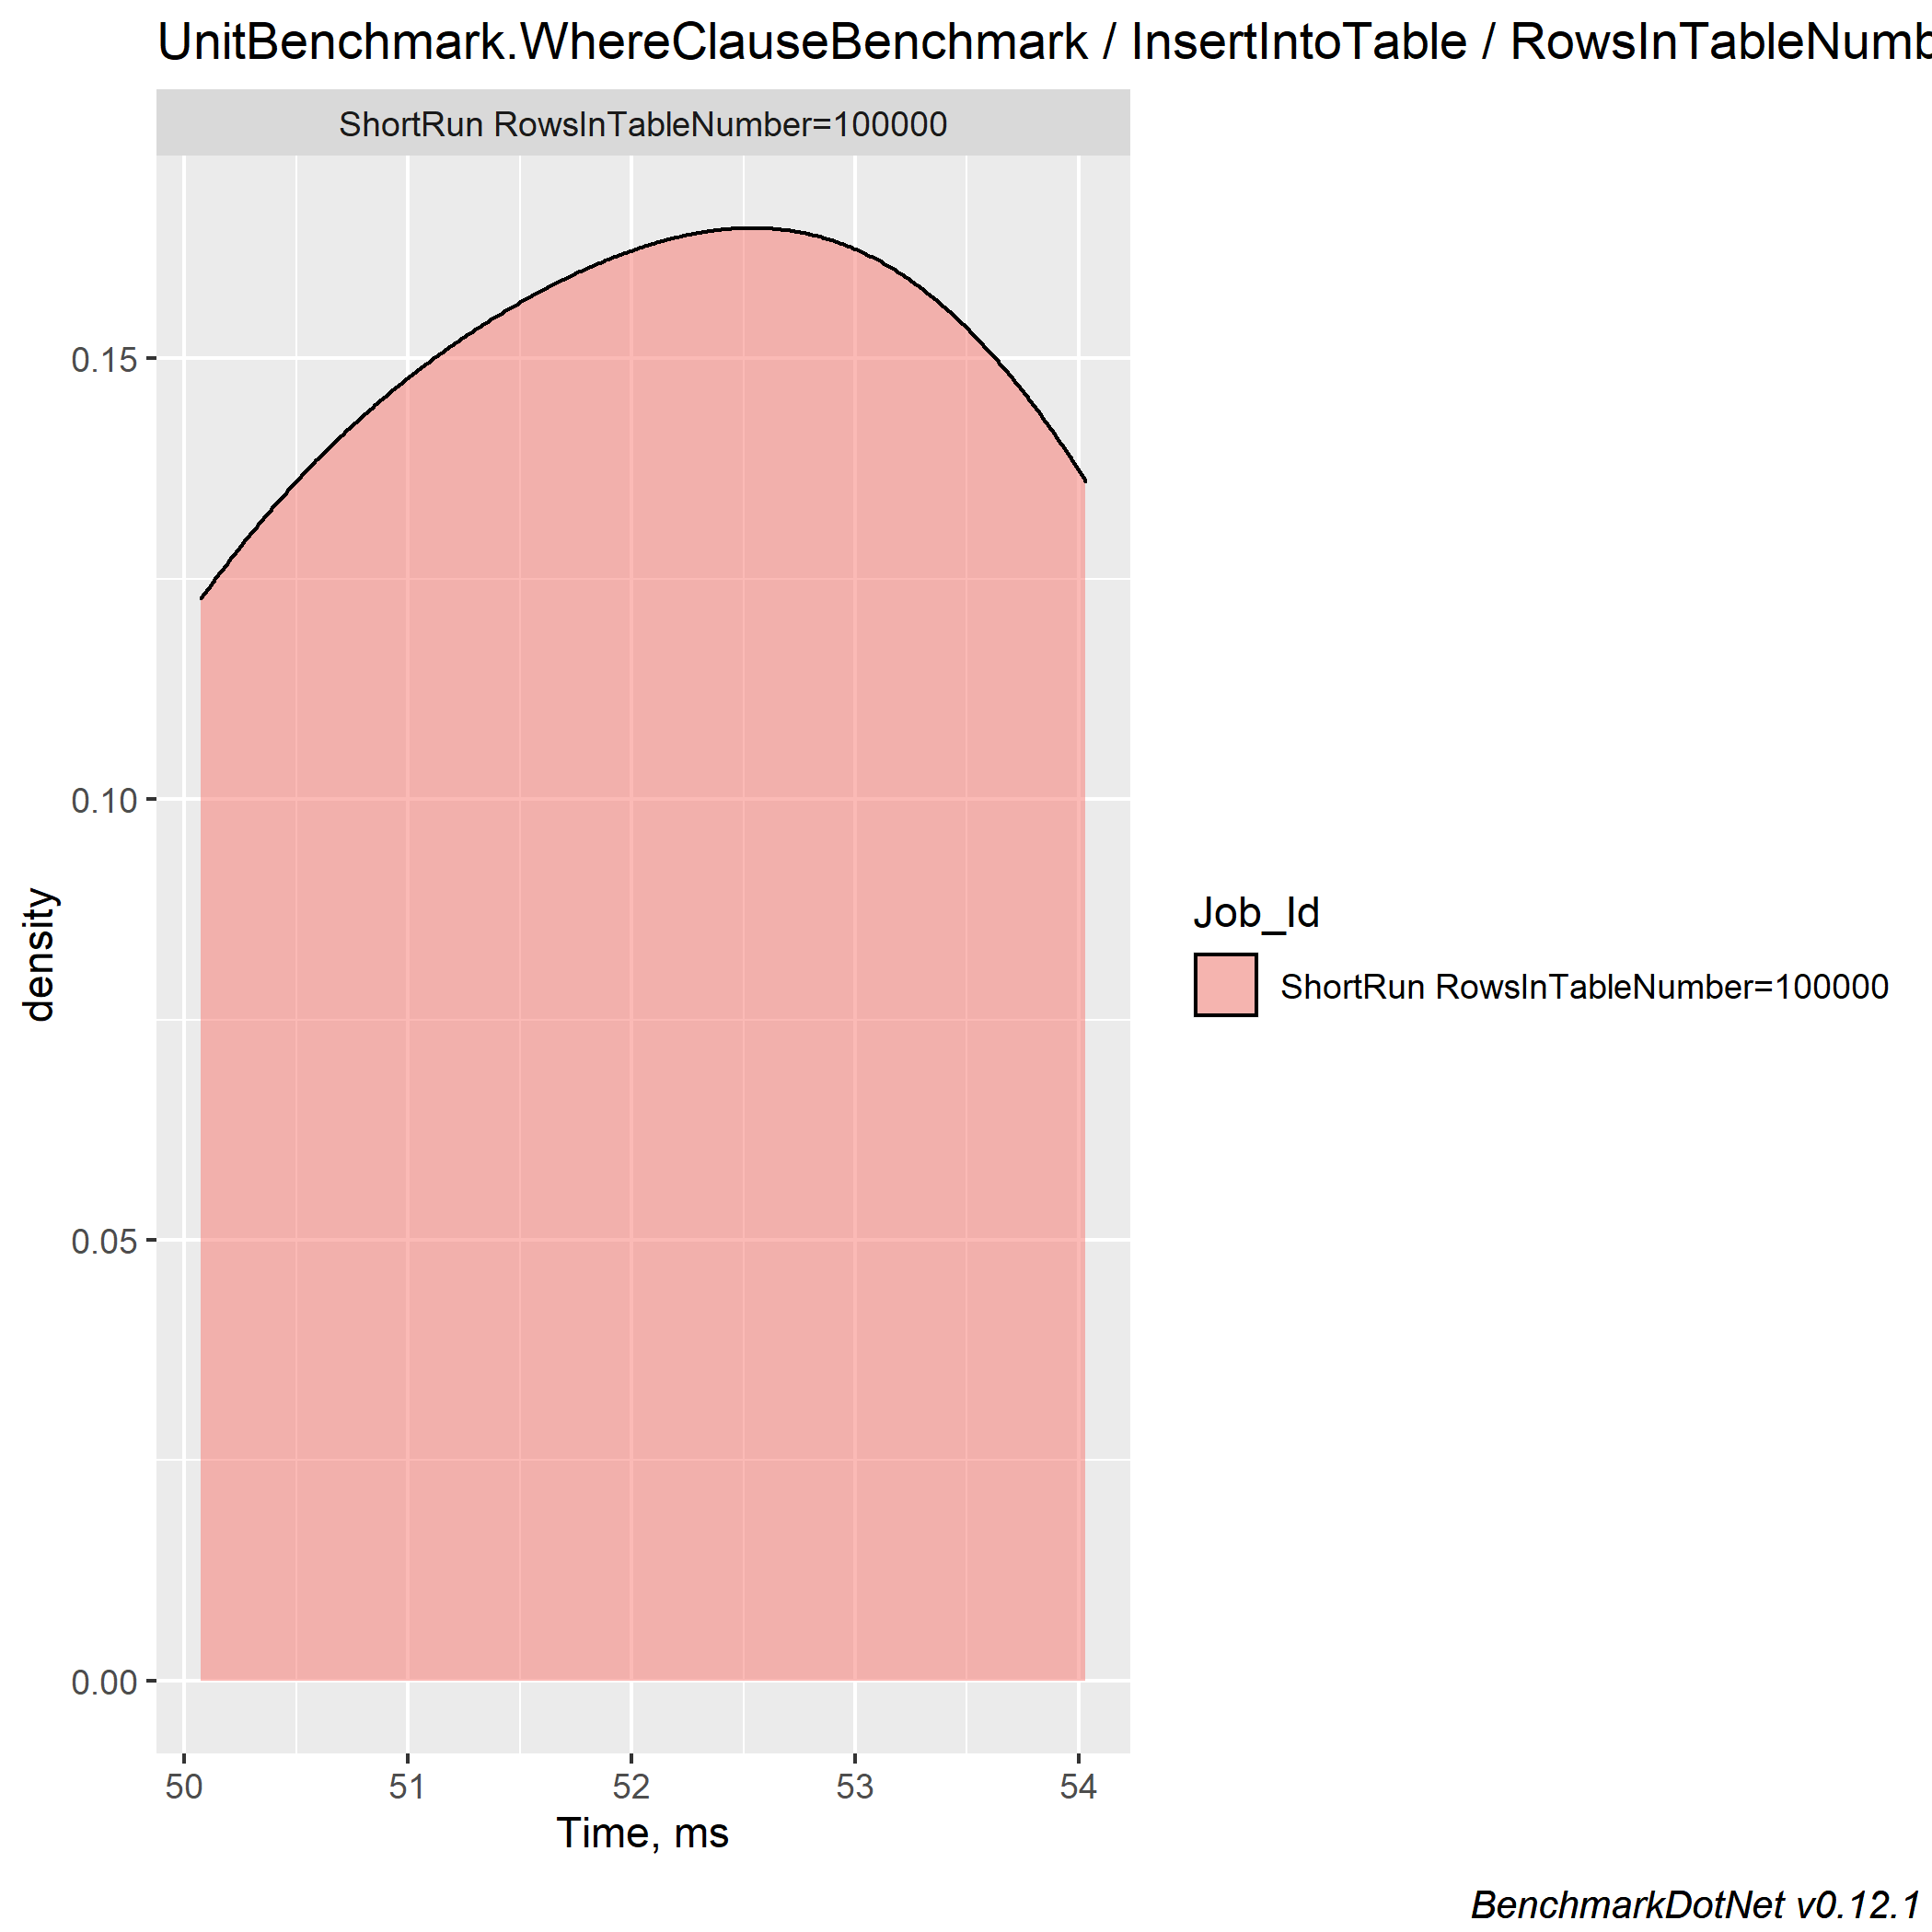 UnitBenchmark.WhereClauseBenchmark / InsertIntoTable / RowsInTableNumb
ShortRun RowsInTableNumber=100000
0.15
0.10
0.05
0.00
density
50 51 52 53 54
Time, ms
Job_Id
ShortRun RowsInTableNumber=100000
BenchmarkDotNet v0.12.1